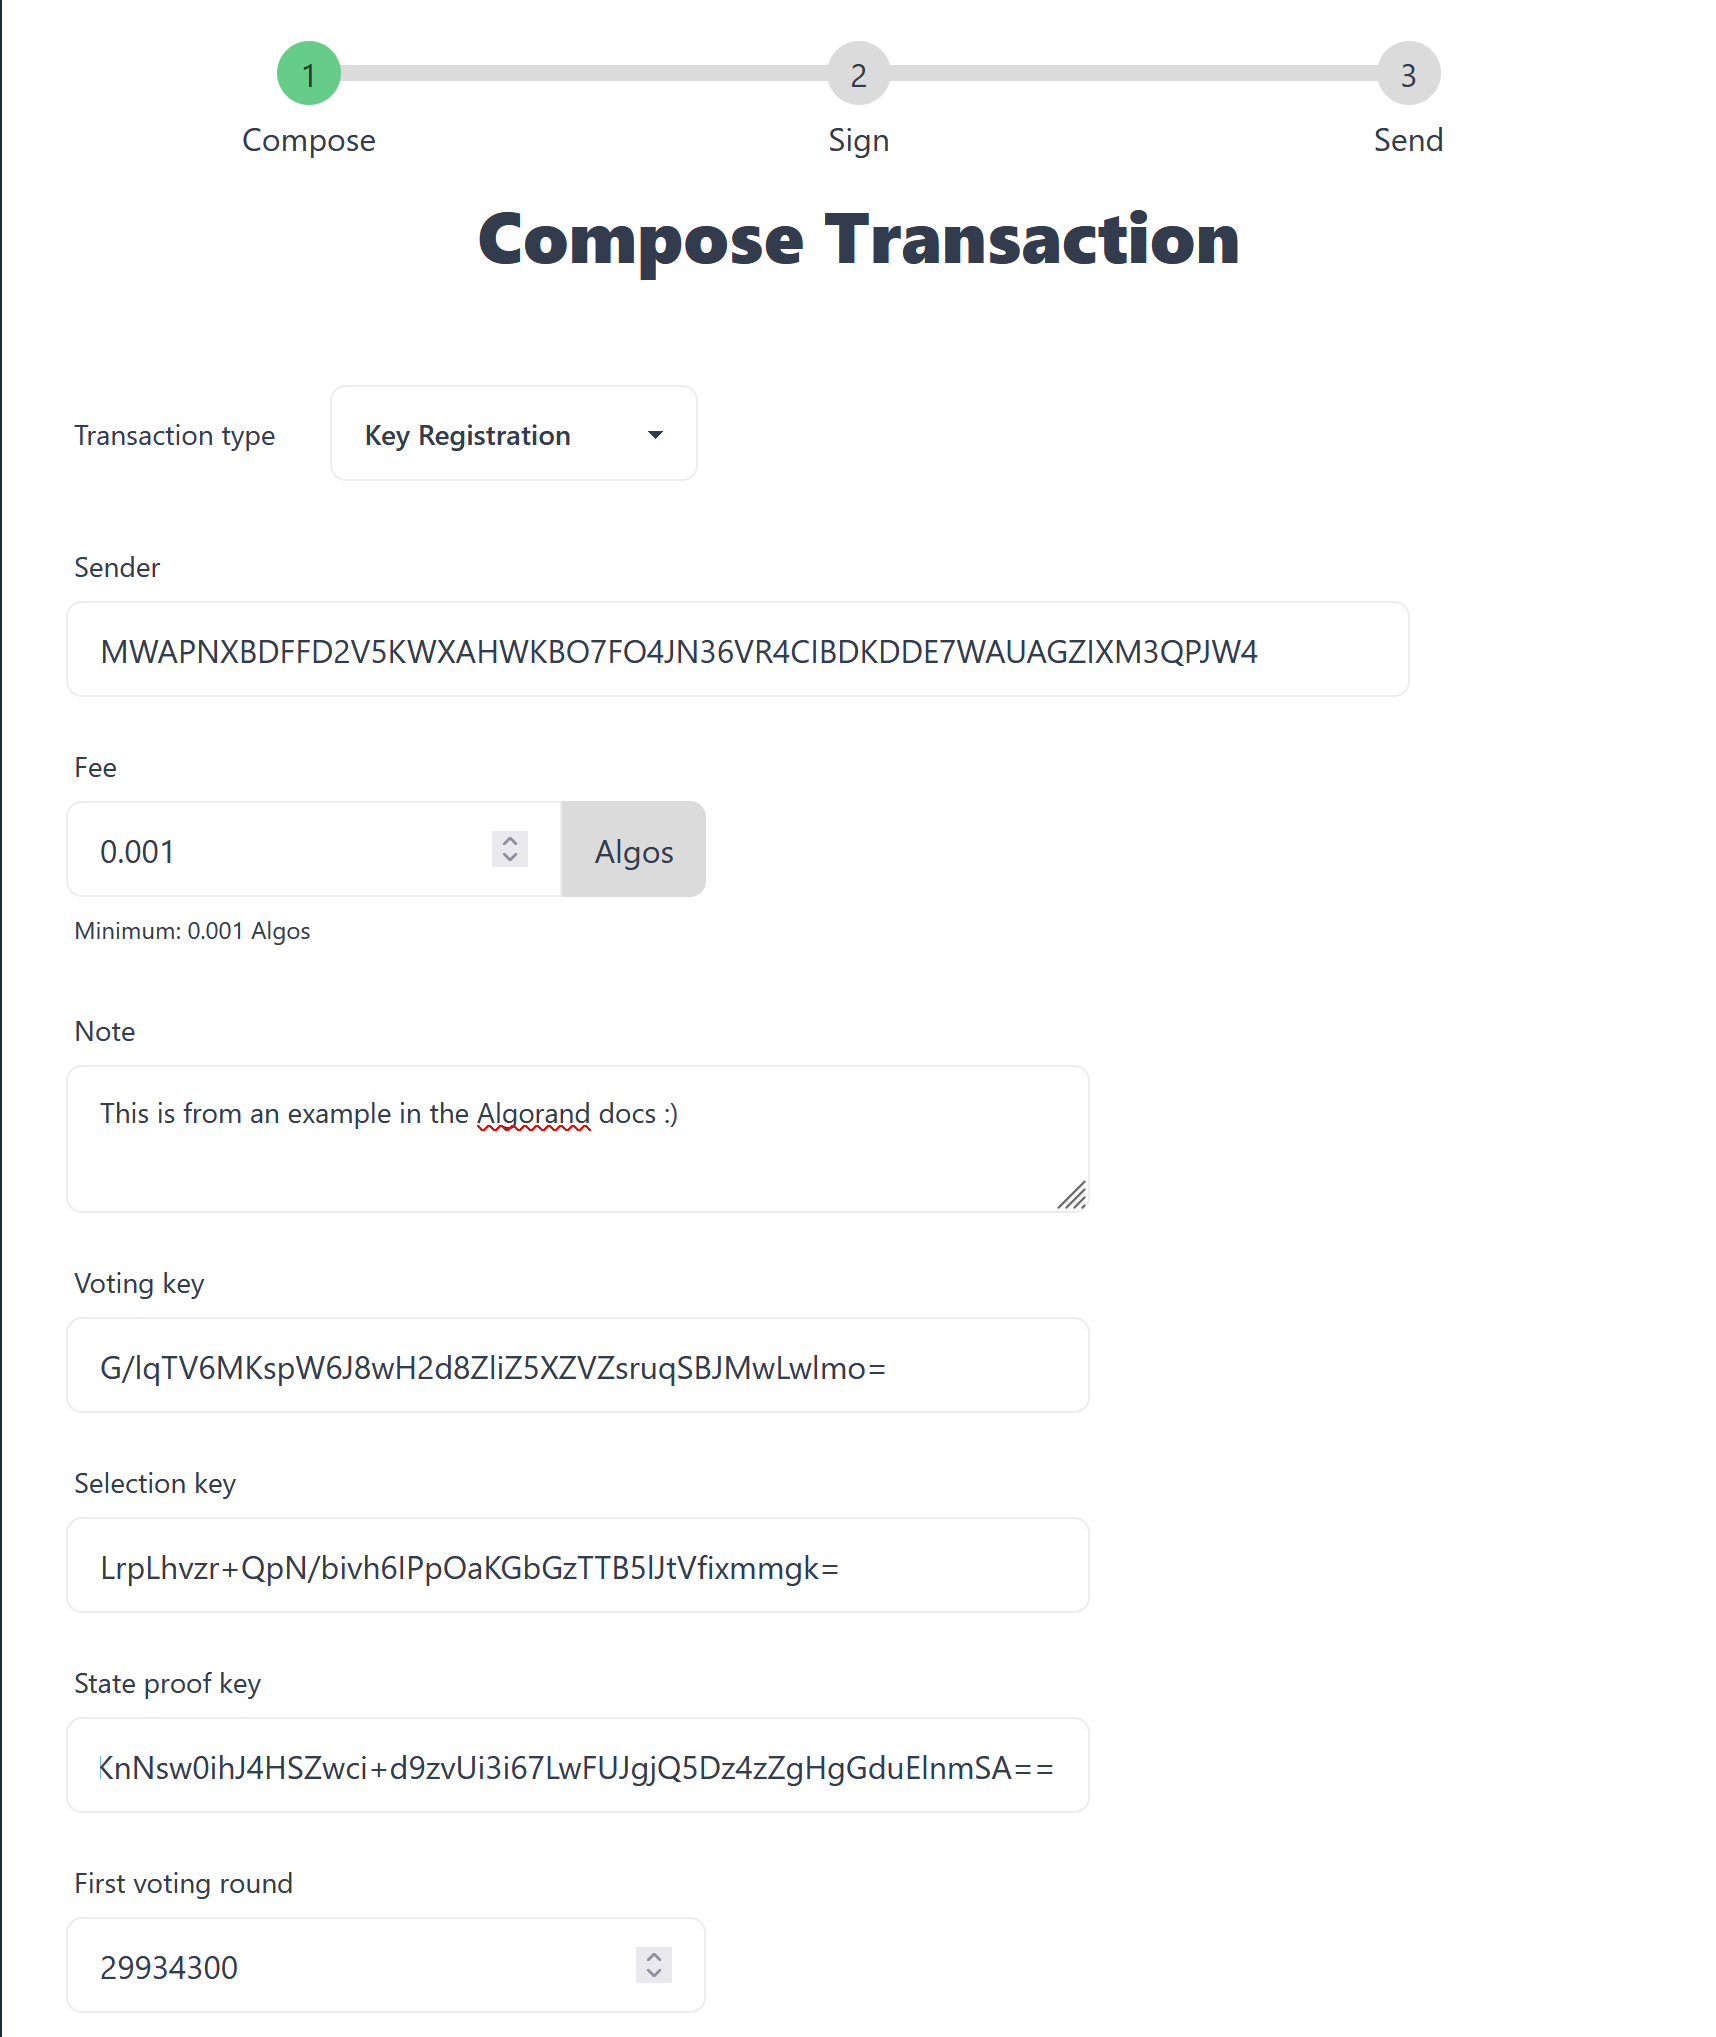 1 2 3
Compose Sign Send
Compose Transaction
Transaction type Key Registration
Sender
MWAPNXBDFFD2V5KWXAHWKBO7FO4JN36VR4CIBDKDDE7WAUAGZIXM3QPJW4
Fee
0.001 Algos
Minimum: 0.001 Algos
Note
This is from an example in the Algorand docs :)
Voting key
G/lqTV6MKspW6J8wH2d8ZliZ5XZVZsruqSBJMwLwlmo=
Selection key
LrpLhvzr+QpN/bivh6IPpOaKGbGzTTB5lJtVfixmmgk=
State proof key
KnNsw0ihJ4HSZwci+d9zvUi3i67LwFUJgjQ5Dz4zZgHgGduElnmSA==
First voting round
29934300